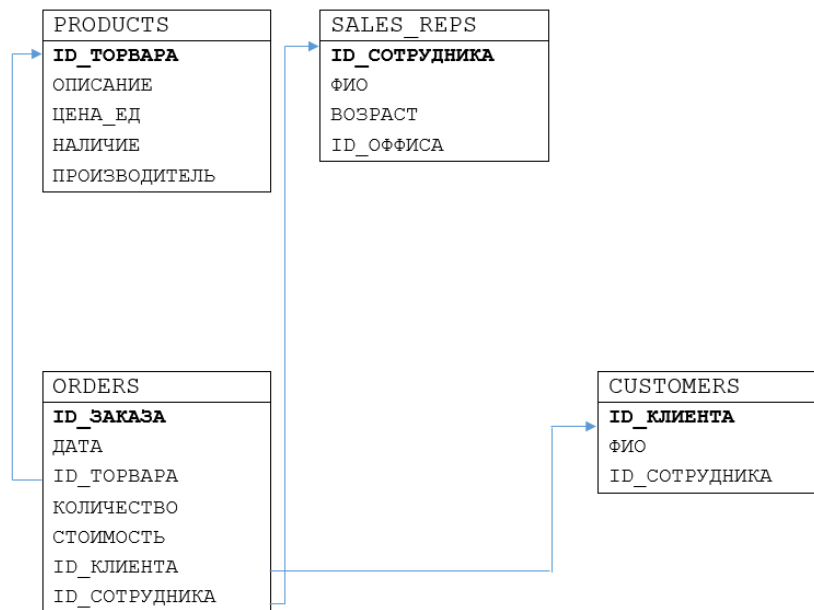 PRODUCTS
ID_ТОРВАРА
ОПИСАНИЕ
ЦЕНА_ЕД
НАЛИЧИЕ
ПРОИЗВОДИТЕЛЬ
SALES_REPS
ID_СОТРУДНИКА
ФИО
ВОЗРАСТ
ID_ОФФИСА
ORDERS
ID_ЗАКАЗА
ДАТА
ID_ТОРВАРА
КОЛИЧЕСТВО
СТОИМОСТЬ
ID_КЛИЕНТА
ID_СОТРУДНИКА
CUSTOMERS
ID_КЛИЕНТА
ФИО
ID_СОТРУДНИКА